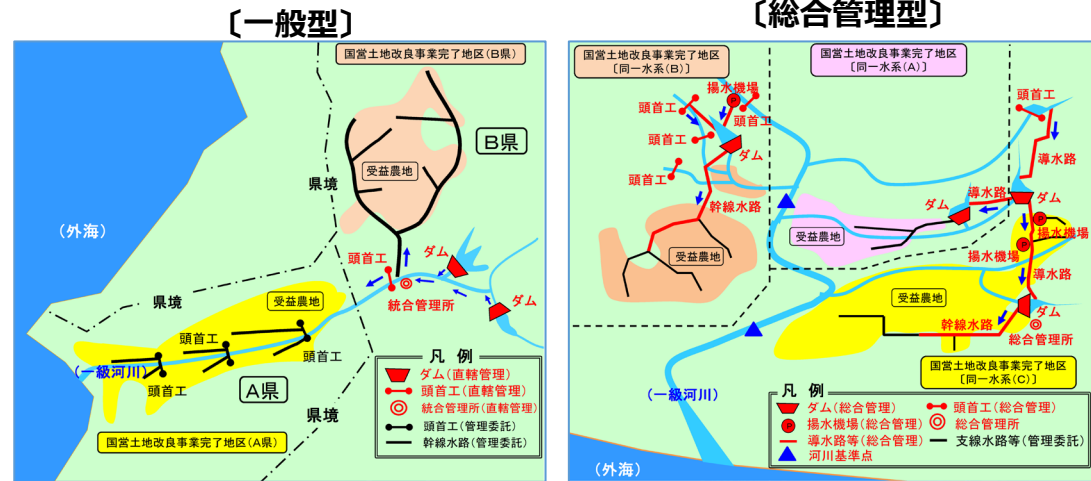 〔一般型〕
国営土地改良事業完了地区(B県)
B県
受益農地
県境
(外海)
頭首工
ダム
統合管理所
ダム
県境
受益農地
頭首工
頭首工
(一級河川)
頭首工
A県
県境
国営土地改良事業完了地区(A県)
凡 例
ダム(直轄管理)
頭首工(直轄管理)
統合管理所(直轄管理)
頭首工(管理委託)
幹線水路(管理委託)
〔総合管理型〕
国営土地改良事業完了地区
〔同一水系(B)〕
国営土地改良事業完了地区
〔同一水系(A)〕
揚水機場
P
頭首工
頭首工
頭首工
頭首工
ダム
頭首工
導水路
幹線水路
導水路
ダム
ダム
受益農地
受益農地
P
揚水機場
P
揚水機場
導水路
受益農地
ダム
幹線水路
総合管理所
国営土地改良事業完了地区
〔同一水系(C)〕
(一級河川)
(外海)
凡 例
ダム(総合管理)
頭首工(総合管理)
P
揚水機場(総合管理)
総合管理所
導水路等(総合管理)
支線水路等(管理委託)
河川基準点